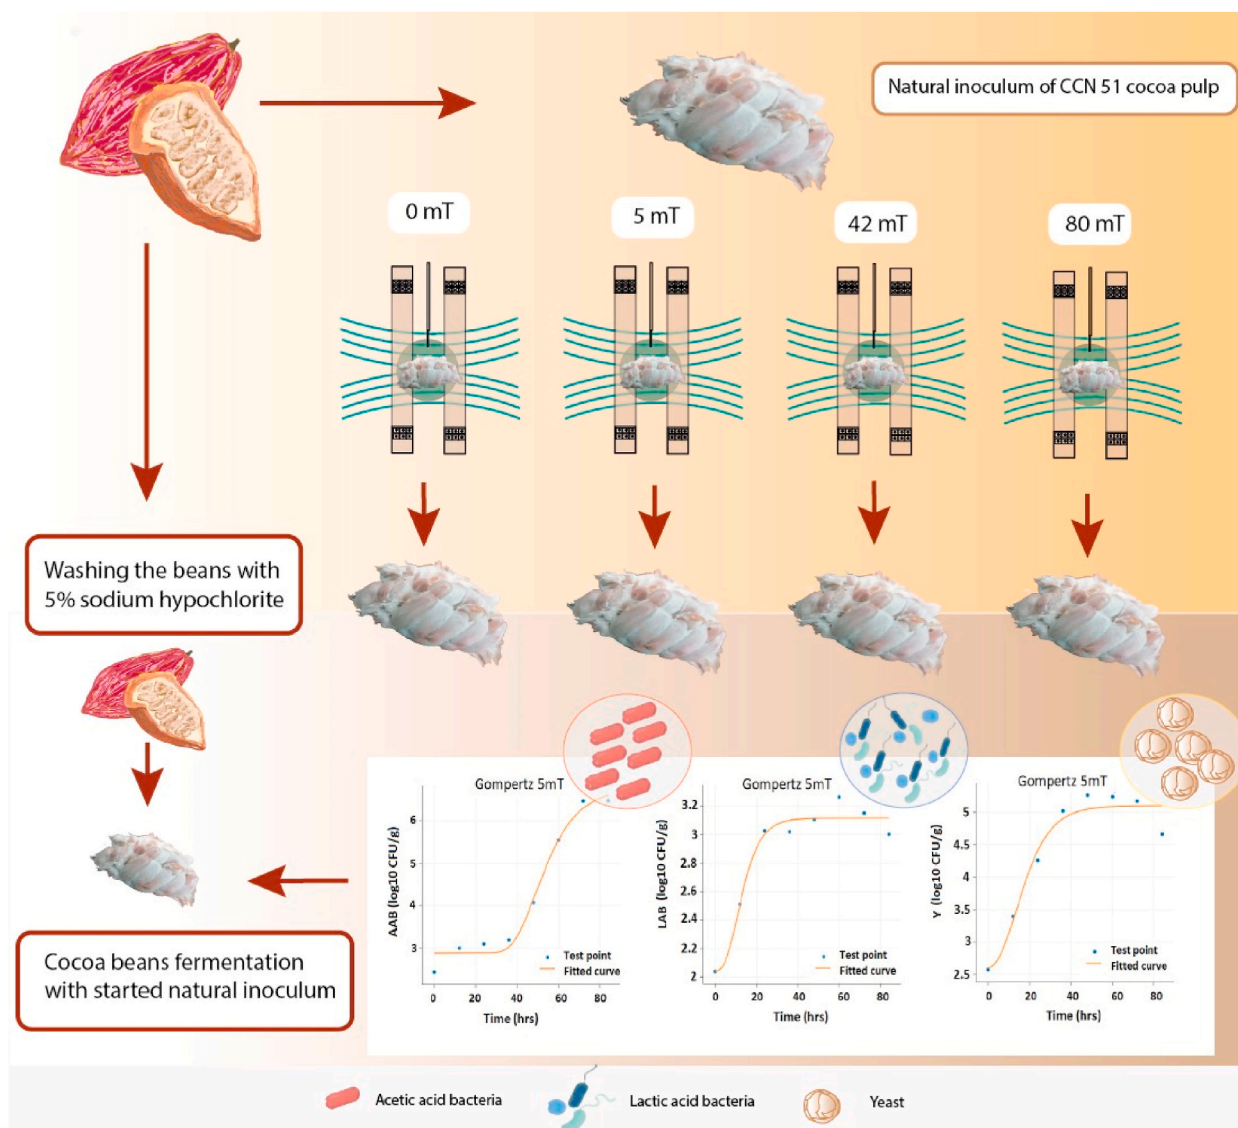 Natural inoculum of CCN 51 cocoa pulp
0 mT
5 mT
42 mT
80 mT
Washing the beans with
5% sodium hypochlorite
Gompertz 5mT
AAB (log10 CFU/g)
6
5
4
3
Test point
Fitted curve
0 20 40 60 80
Time (hrs)
Gompertz 5mT
LAB (log10 CFU/g)
3.2
3
2.8
2.6
2.4
2.2
2
Test point
Fitted curve
0 20 40 60 80
Time (hrs)
Gompertz 5mT
Y (log10 CFU/g)
5
4.5
4
3.5
3
2.5
Test point
Fitted curve
0 20 40 60 80
Time (hrs)
Cocoa beans fermentation
with started natural inoculum
Acetic acid bacteria
Lactic acid bacteria
Yeast